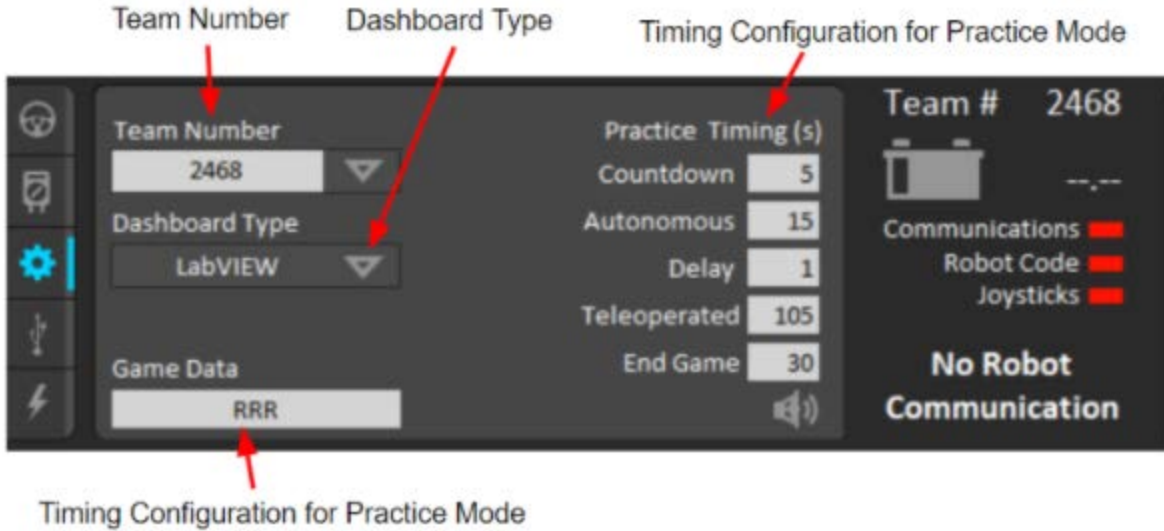 Team Number
Dashboard Type
Timing Configuration for Practice Mode
Team Number
2468
Dashboard Type
LabVIEW
Game Data
RRR
Practice Timing (s)
Countdown 5
Autonomous 15
Delay 1
Teleoperated 105
End Game 30
Team # 2468
--.--
Communications
Robot Code
Joysticks
No Robot
Communication
Timing Configuration for Practice Mode